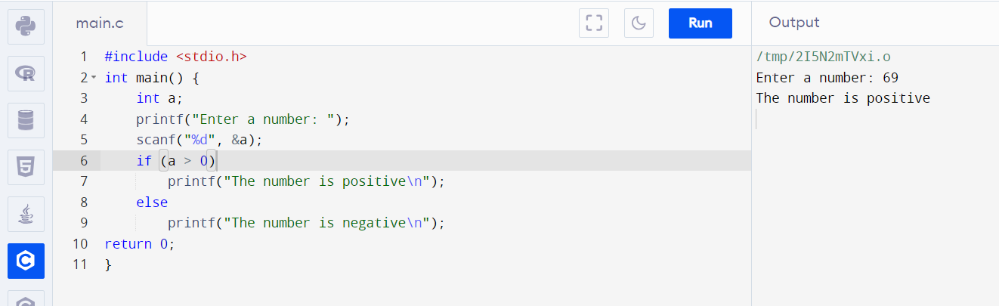 main.c
Run
Output
1 #include <stdio.h>
2 int main() {
3 int a;
4 printf("Enter a number: ");
5 scanf("%d", &a);
6 if (a > 0)
7 printf("The number is positive\n");
8 else
9 printf("The number is negative\n");
10 return 0;
11 }
/tmp/2I5N2mTVxi.o
Enter a number: 69
The number is positive